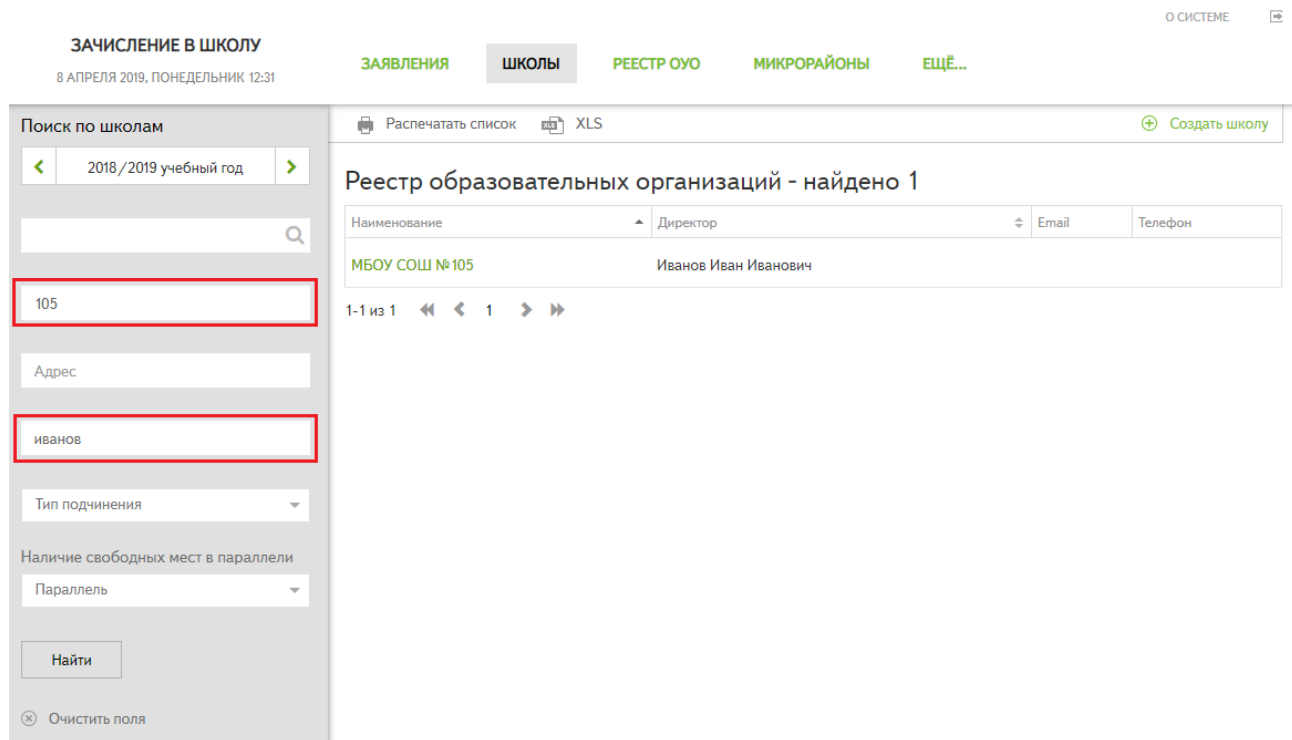 О СИСТЕМЕ
ЗАЧИСЛЕНИЕ В ШКОЛУ
8 АПРЕЛЯ 2019, ПОНЕДЕЛЬНИК 12:31
ЗАЯВЛЕНИЯ ШКОЛЫ РЕЕСТР ОУО МИКРОРАЙОНЫ ЕЩЁ...
Поиск по школам
2018/2019 учебный год
105
Адрес
иванов
Тип подчинения
Наличие свободных мест в параллели
Параллель
Найти
Очистить поля
Распечатать список XLS XLS Создать школу
Реестр образовательных организаций - найдено 1
Наименование Директор Email Телефон
МБОУ СОШ №105 Иванов Иван Иванович
1-1 из 1 1